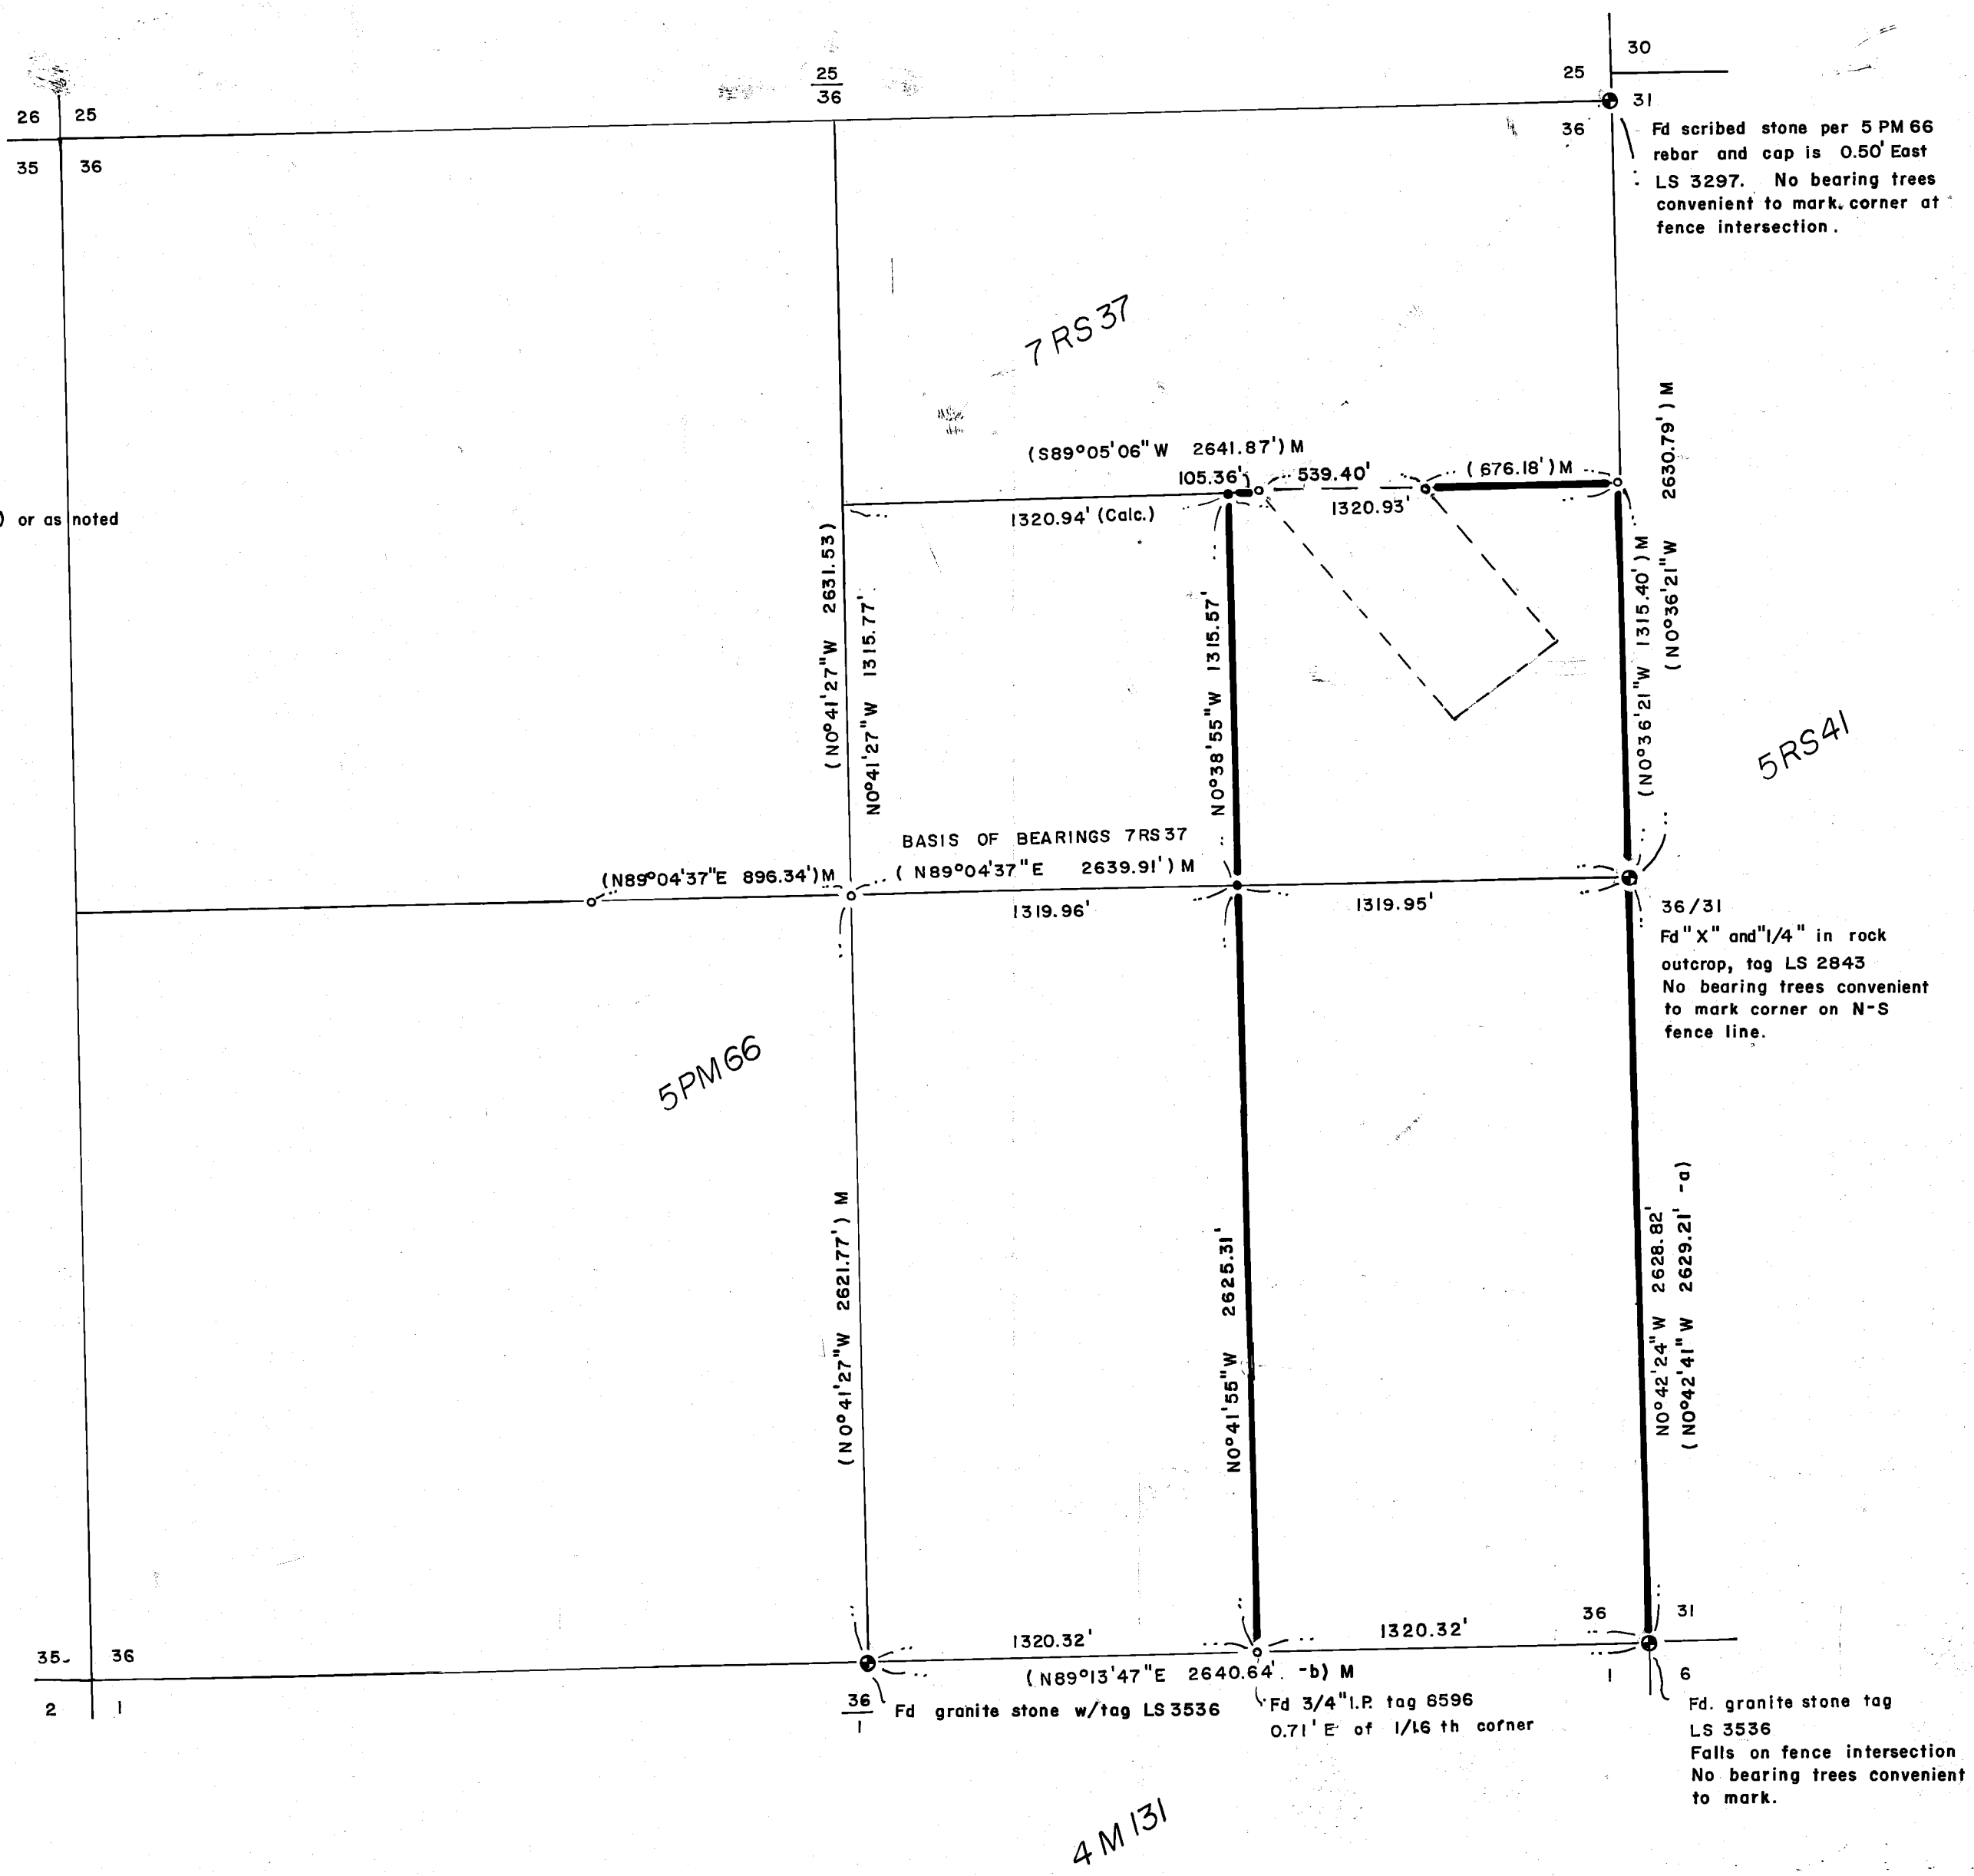 30
25
31
36
Fd scribed stone per 5 PM 66
rebar and cap is 0.50' East
LS 3297. No bearing trees
convenient to mark. corner at
fence intersection.
25
36
26 25
35 36
7 RS 37
) or as noted
(S89°05'06"W 2641.87') M
105.36'
539.40'
(676.18') M
1320.94' (Calc.)
1320.93'
(N0°36'21"W 2630.79') M
(N0°36'21"W 1315.40') M
(N0°41'27"W 2631.53)
N0°41'27"W 1315.77'
N0°38'55"W 1315.57'
5RS41
BASIS OF BEARINGS 7RS37
(N89°04'37"E 896.34')M
(N89°04'37"E 2639.91') M
1319.96'
1319.95'
36/31
Fd "X" and "1/4" in rock
outcrop, tag LS 2843
No bearing trees convenient
to mark corner on N-S
fence line.
5PM66
(N0°41'27"W 2621.77') M
N0°41'55"W 2625.31'
N0°42'24"W 2628.82'
(N0°42'41"W 2629.21' -a)
35 36
2 1
1320.32'
1320.32'
36 31
1 6
(N89°13'47"E 2640.64' -b) M
36
1
Fd granite stone w/tag LS 3536
Fd 3/4" I.P. tag 8596
0.71' E of 1/16 th corner
Fd. granite stone tag
LS 3536
Falls on fence intersection
No bearing trees convenient
to mark.
4 M 131